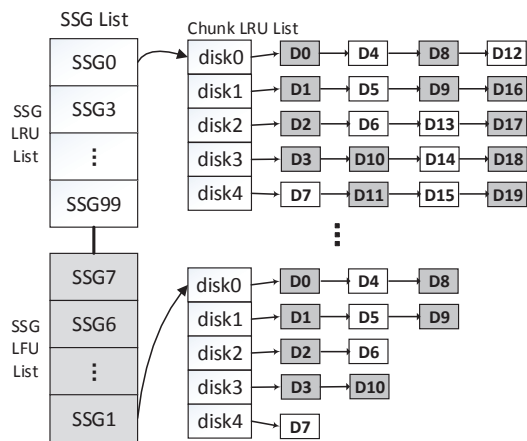 SSG List
Chunk LRU List
SSG
LRU
List
SSG0
SSG3
⋮
SSG99
disk0 D0 D4 D8 D12
disk1 D1 D5 D9 D16
disk2 D2 D6 D13 D17
disk3 D3 D10 D14 D18
disk4 D7 D11 D15 D19
⋮
SSG
LFU
List
SSG7
SSG6
⋮
SSG1
disk0 D0 D4 D8
disk1 D1 D5 D9
disk2 D2 D6
disk3 D3 D10
disk4 D7